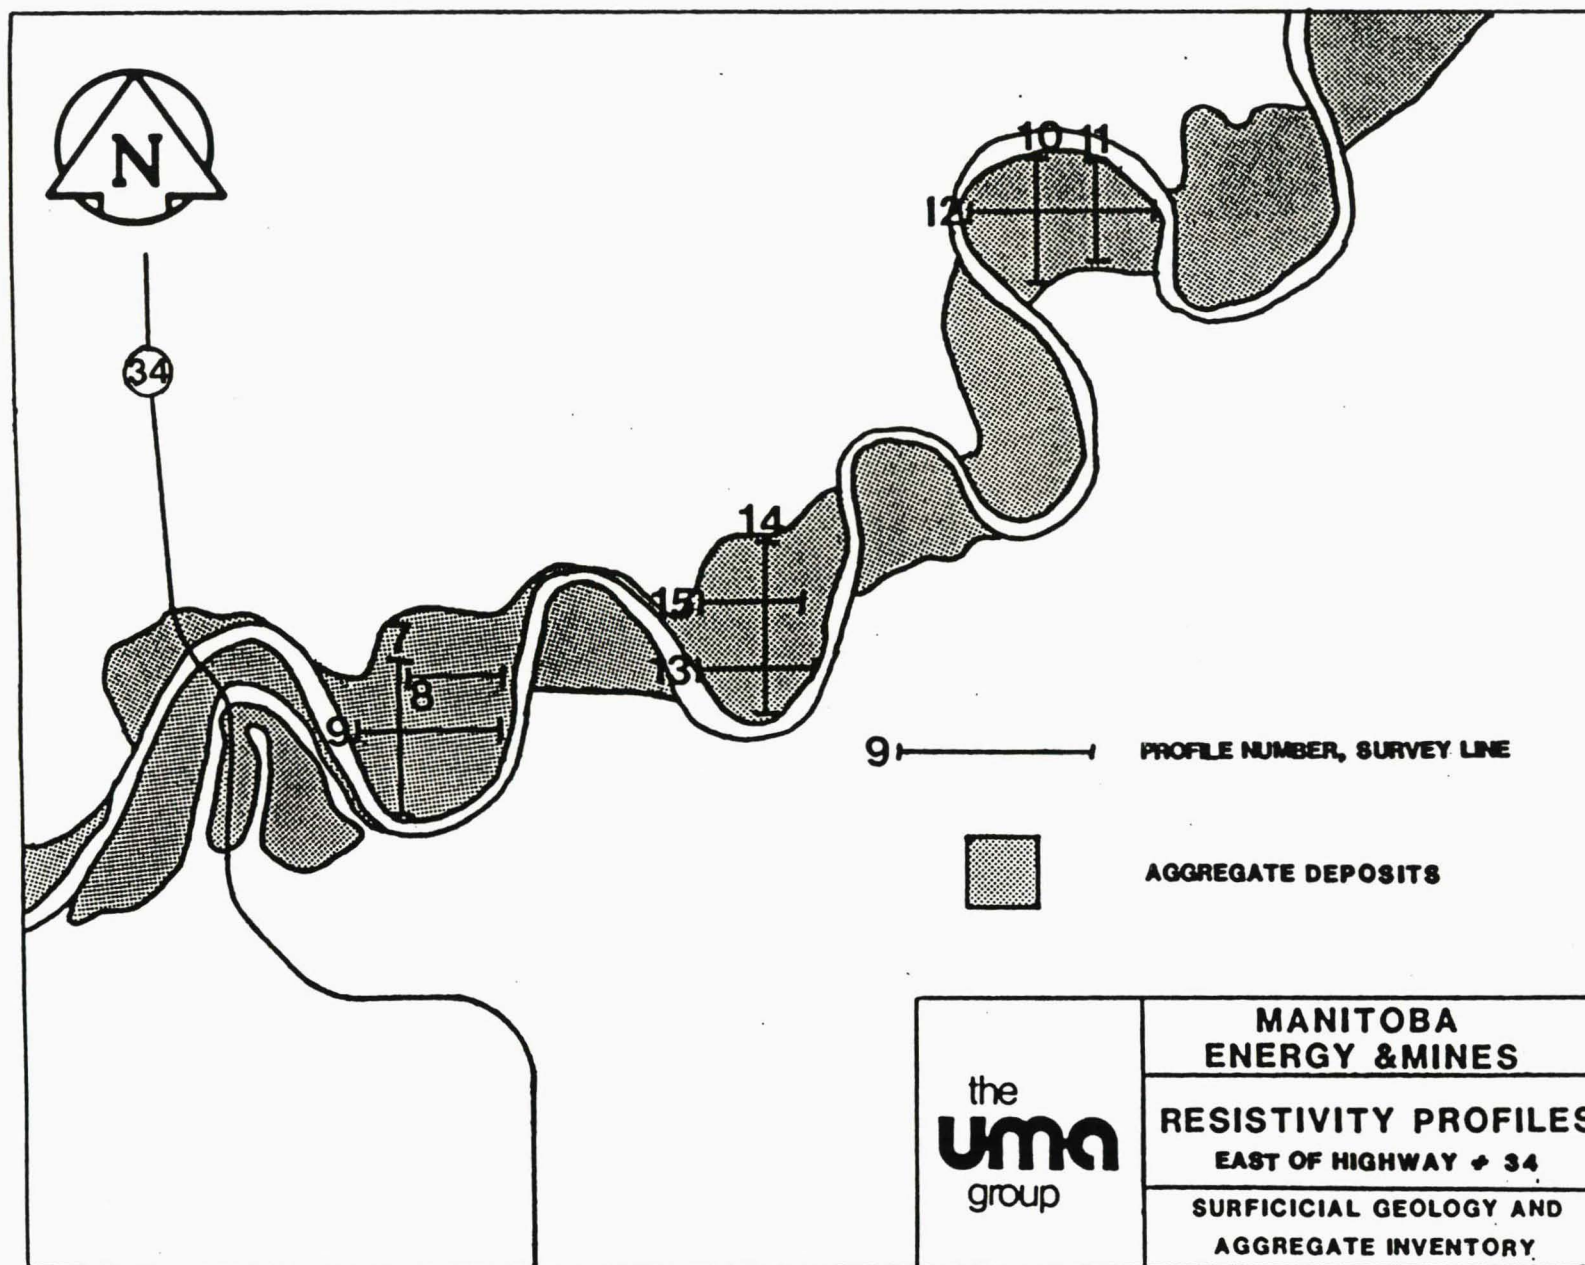 N
34
10
11
12
14
15
13
7
8
9
9 PROFILE NUMBER, SURVEY LINE
AGGREGATE DEPOSITS
the
uma
group
MANITOBA
ENERGY &MINES
RESISTIVITY PROFILES
EAST OF HIGHWAY # 34
SURFICICIAL GEOLOGY AND
AGGREGATE INVENTORY